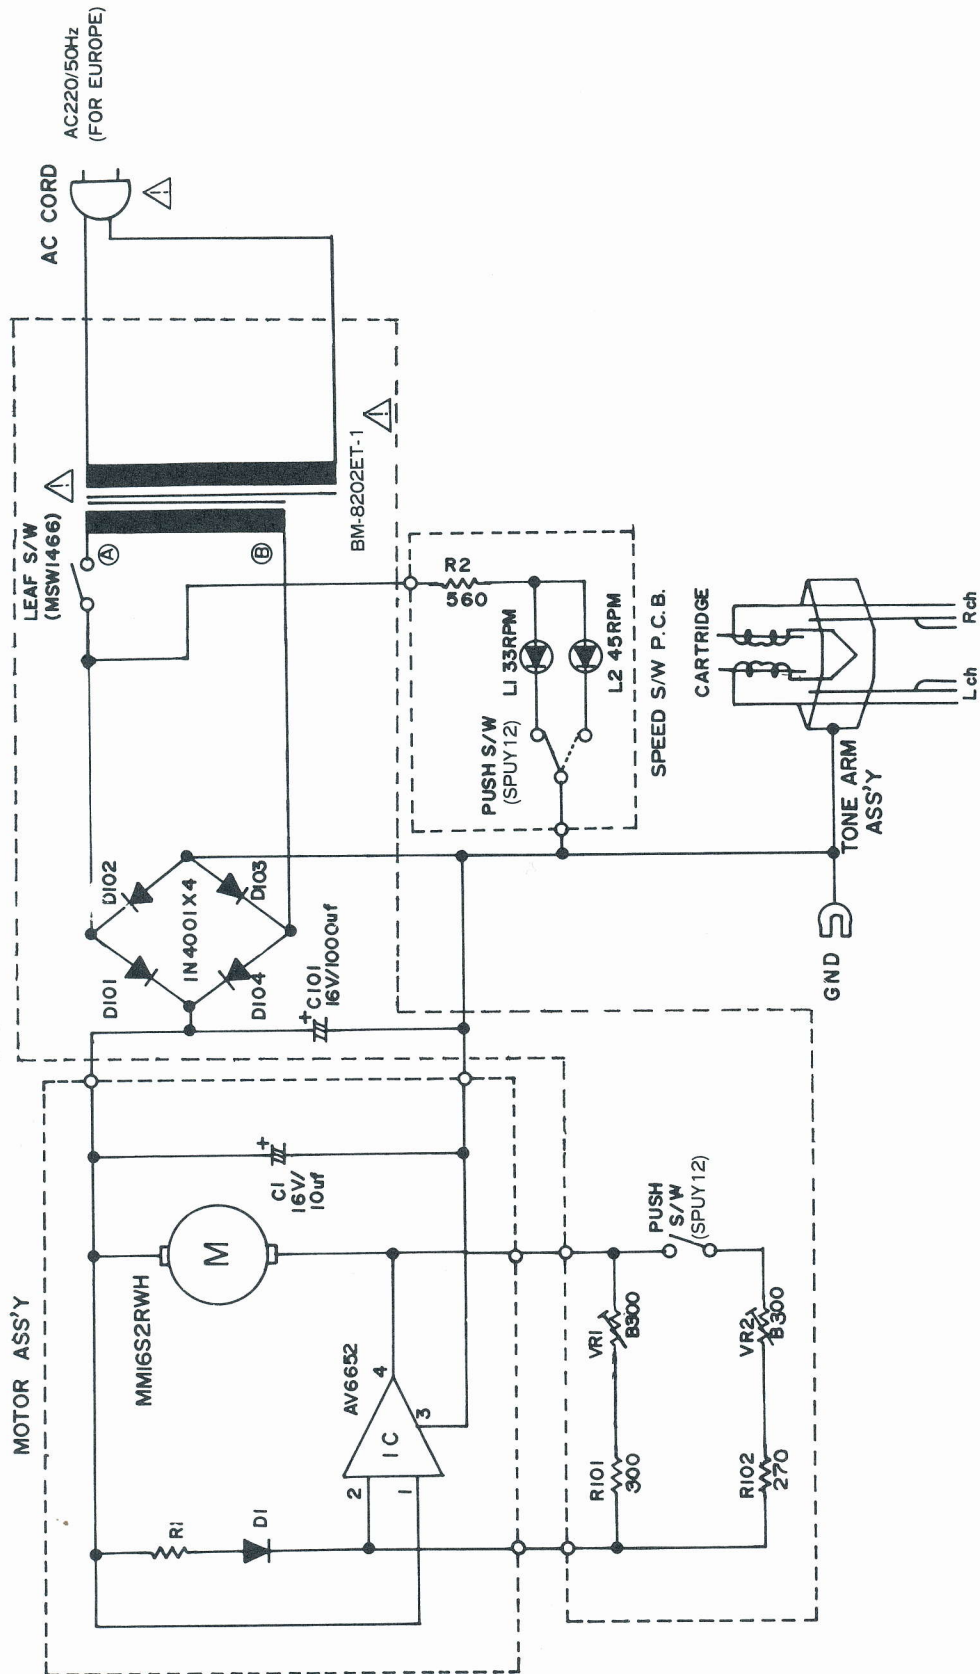 MOTOR ASS'Y
MM16S2RWH
M
R1
D1
AV6652
IC
1
2
3
4
C1
16V/
10uf
+
D101
D102
1N4001X4
D103
D104
C101
16V/1000uf
+
LEAF S/W
(MSW1466)
A
B
BM-8202ET-1
AC CORD
AC220/50Hz
(FOR EUROPE)
R2
560
L1 33RPM
L2 45RPM
PUSH S/W
(SPUY12)
SPEED S/W P.C.B.
CARTRIDGE
Rch
Lch
TONE ARM
ASS'Y
GND
VR1
B300
R101
300
PUSH
S/W
(SPUY12)
VR2
B300
R102
270
!
!
!